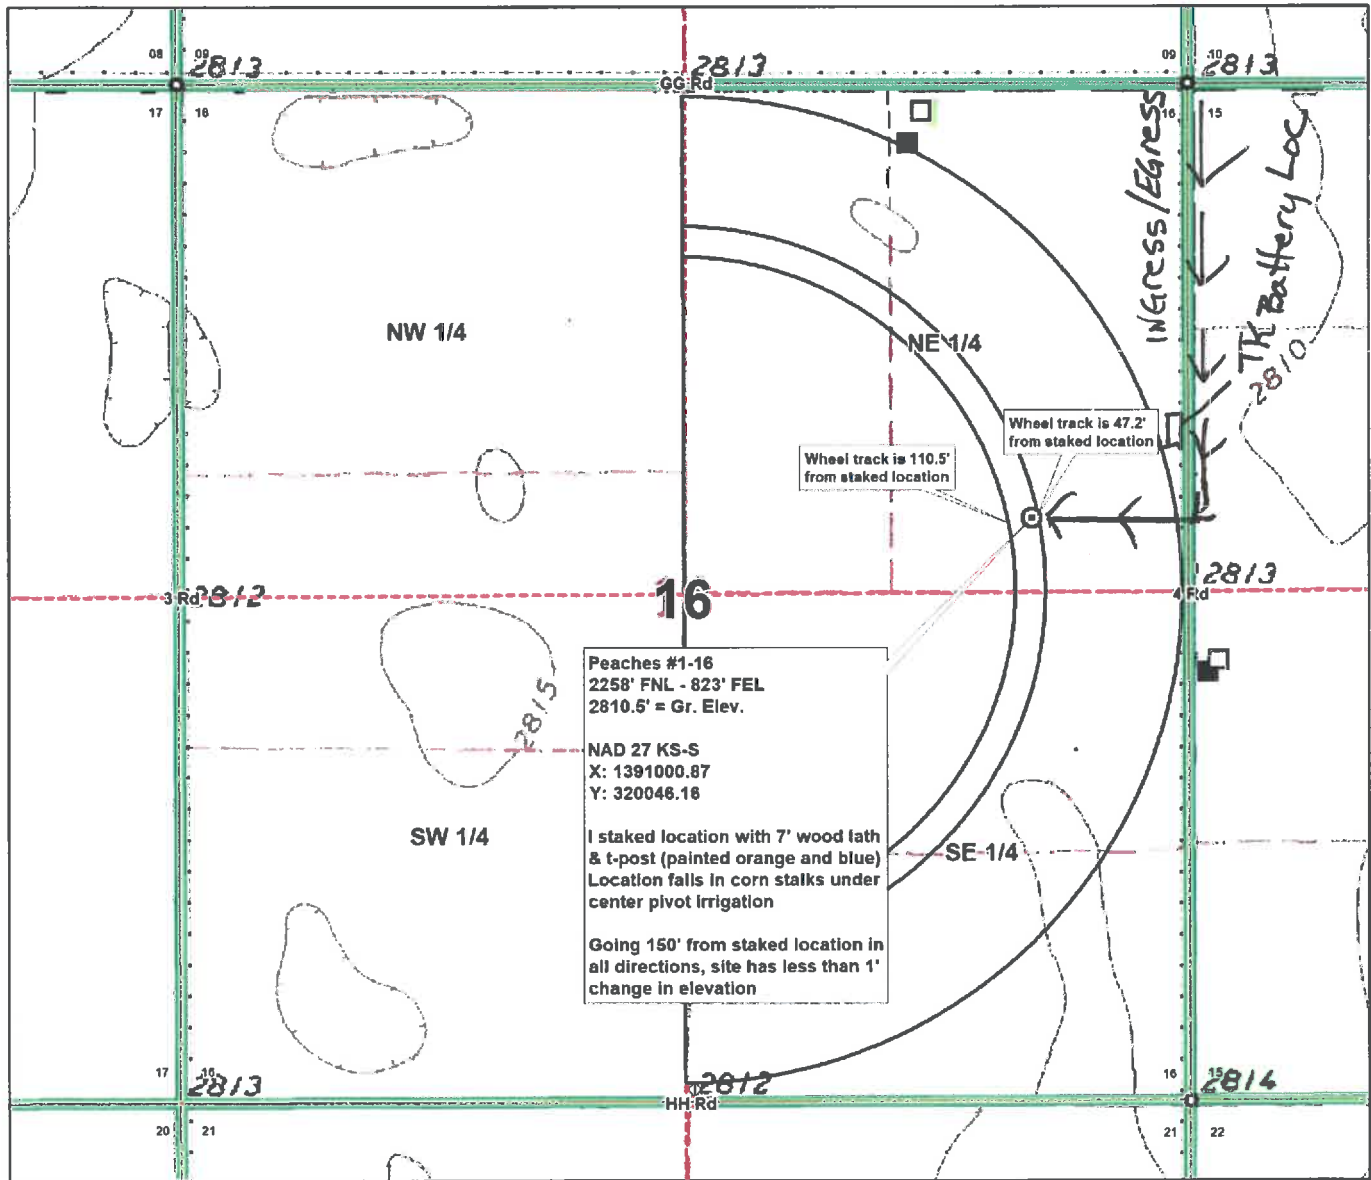 08 09 2813
2813
09 10 2813
GG Rd
17 16
16 15
INGress/EGress
TK Battery Loc
NW 1/4
NE 1/4
2810
Wheel track is 47.2'
from staked location
Wheel track is 110.5'
from staked location
3 Rd 2812
16
2813
4 Rd
Peaches #1-16
2258' FNL - 823' FEL
2810.5' = Gr. Elev.
NAD 27 KS-S
X: 1391000.87
Y: 320046.16
I staked location with 7' wood lath
& t-post (painted orange and blue)
Location falls in corn stalks under
center pivot irrigation
Going 150' from staked location in
all directions, site has less than 1'
change in elevation
2815
SW 1/4
SE 1/4
17 16 2813
2812
16 15 2814
HH Rd
20 21
21 22